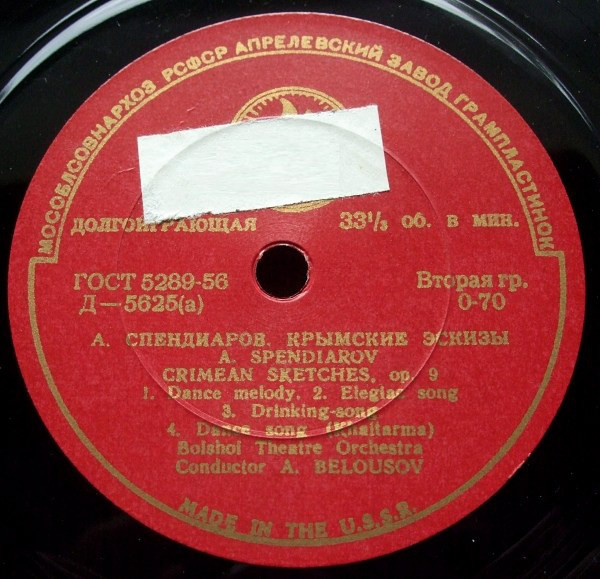 МОСОБЛСОВНАРХОЗ РСФСР АПРЕЛЕВСКИЙ ЗАВОД ГРАМПЛАСТИНОК
ДОЛГОИГРАЮЩАЯ 33⅓ об. в мин.
ГОСТ 5289-56 Вторая гр.
Д—5625(а) 0-70
А. СПЕНДИАРОВ. КРЫМСКИЕ ЭСКИЗЫ
A. SPENDIAROV
CRIMEAN SKETCHES, op. 9
1. Dance melody. 2. Elegiac song
3. Drinking-song
4. Dance song (Khaitarma)
Bolshoi Theatre Orchestra
Conductor A. BELOUSOV
MADE IN THE U.S.S.R.